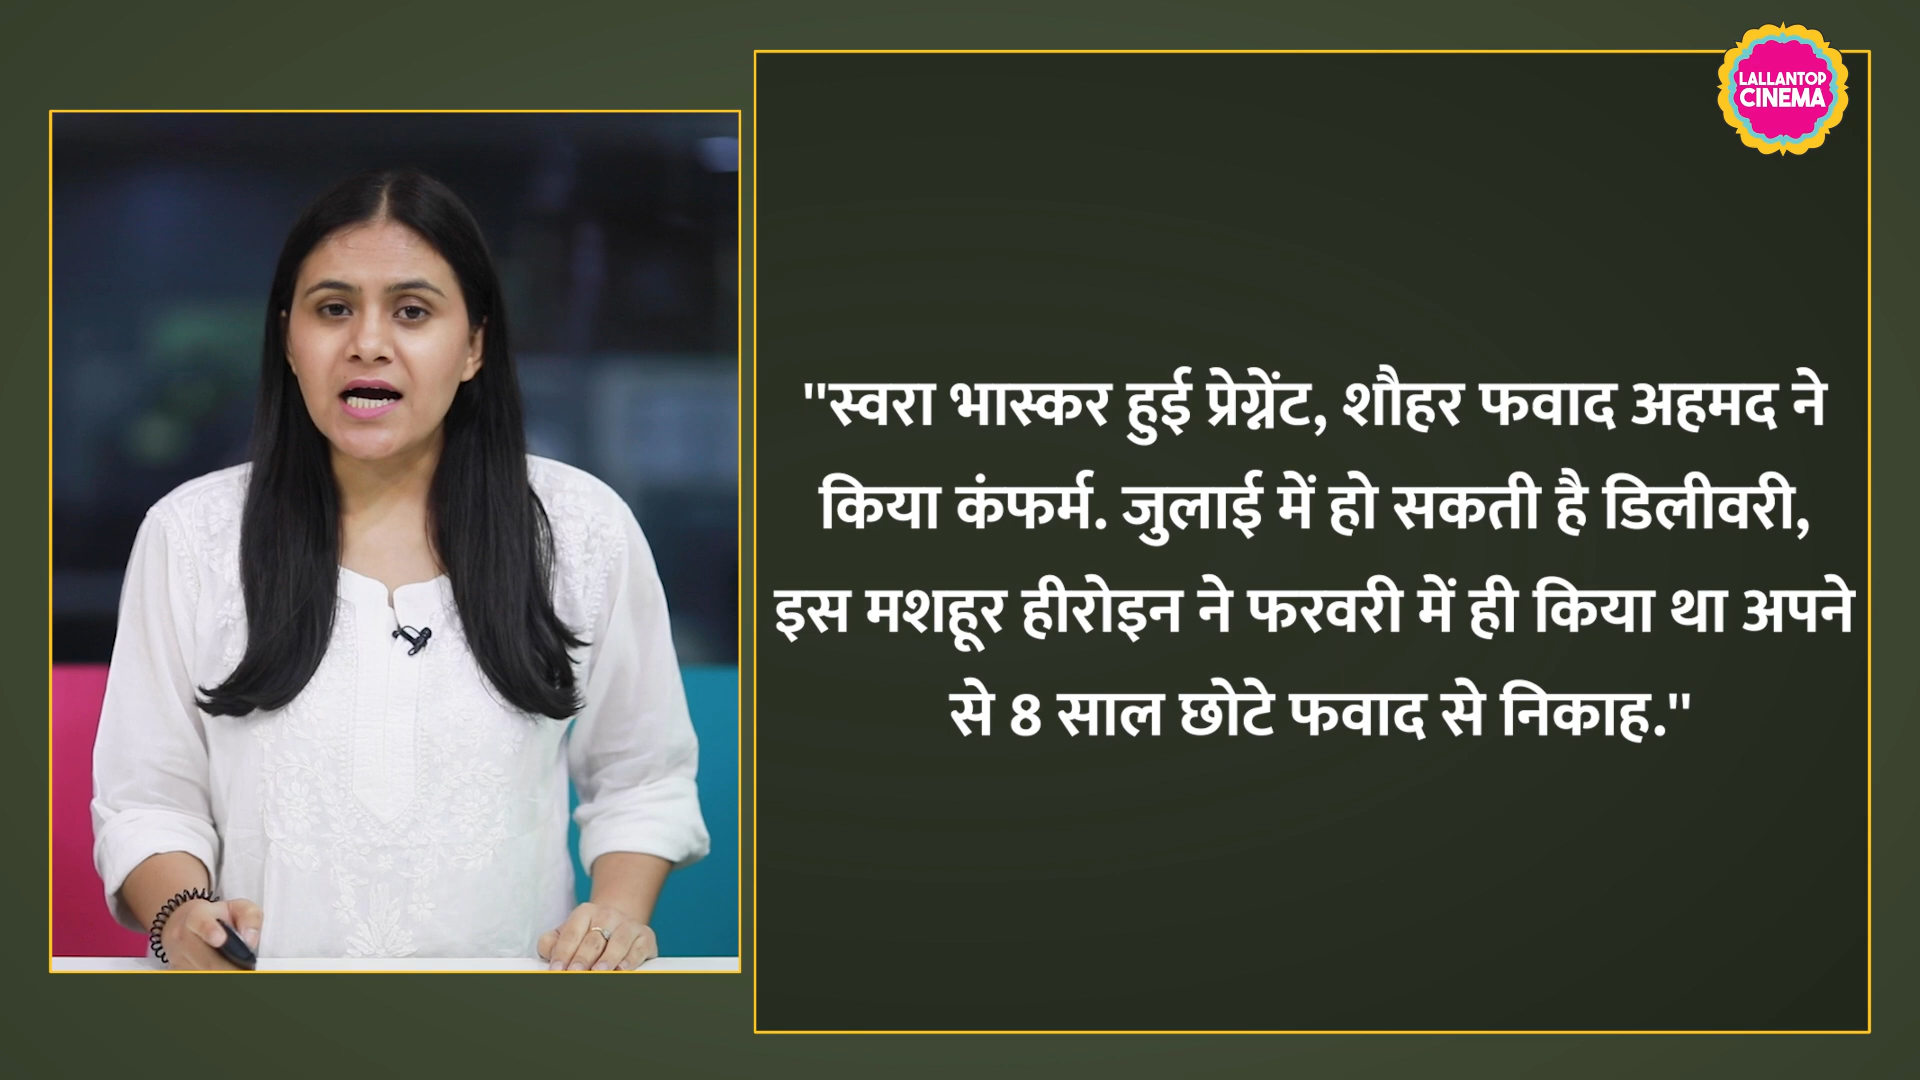 LALLANTOP
CINEMA
"स्वरा भास्कर हुई प्रेग्नेंट, शौहर फवाद अहमद ने
किया कंफर्म. जुलाई में हो सकती है डिलीवरी,
इस मशहूर हीरोइन ने फरवरी में ही किया था अपने
से 8 साल छोटे फवाद से निकाह."